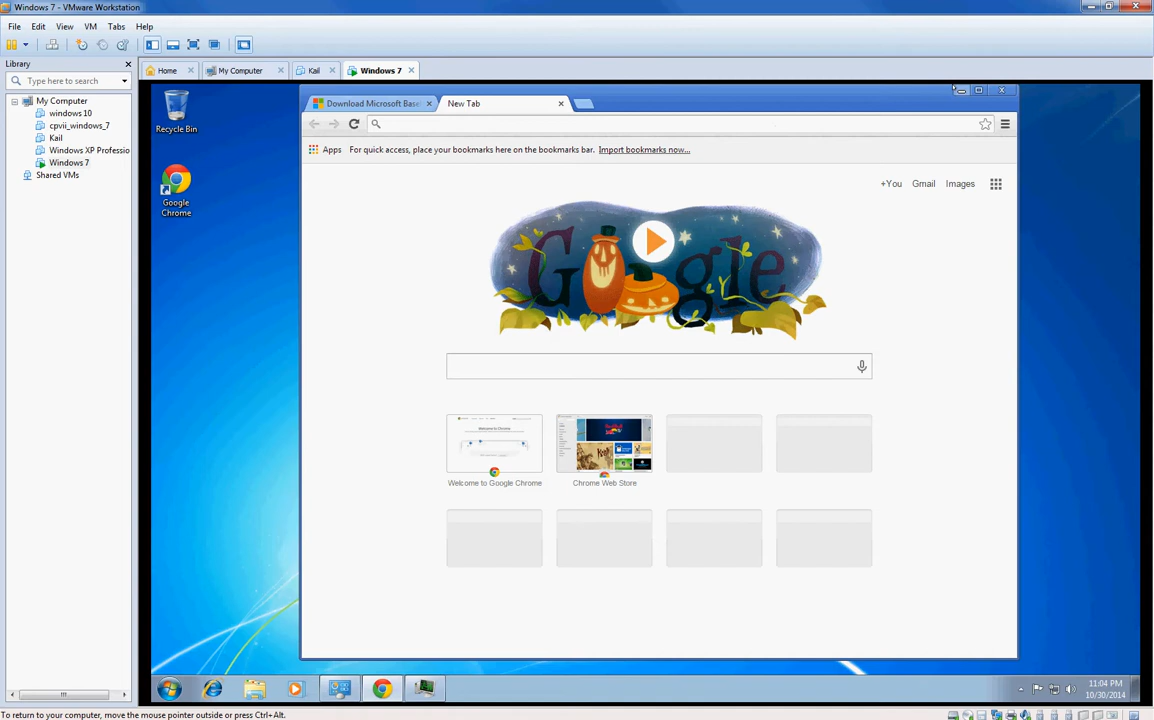 Windows 7 - VMware Workstation
File Edit View VM Tabs Help
Type here to search
Home
My Computer
Kail
Windows 7
My Computer
windows 10
cpvii_windows_7
Kail
Windows XP Professio
Windows 7
Shared VMs
Recycle Bin
Google Chrome
Download Microsoft Base
New Tab
Apps
For quick access, place your bookmarks here on the bookmarks bar. Import bookmarks now...
+You Gmail Images
Google
Welcome to Google Chrome
Chrome Web Store
11:04 PM
10/30/2014
To return to your computer, move the mouse pointer outside or press Ctrl+Alt.